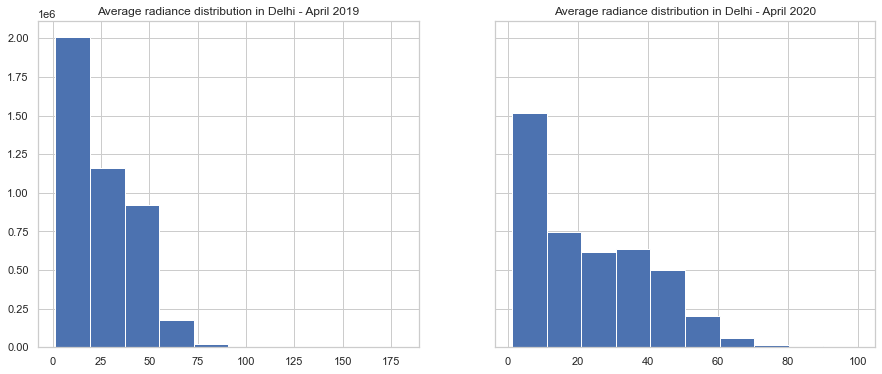 Average radiance distribution in Delhi - April 2019
Average radiance distribution in Delhi - April 2020
1e6
2.00
1.75
1.50
1.25
1.00
0.75
0.50
0.25
0.00
0 25 50 75 100 125 150 175
0 20 40 60 80 100